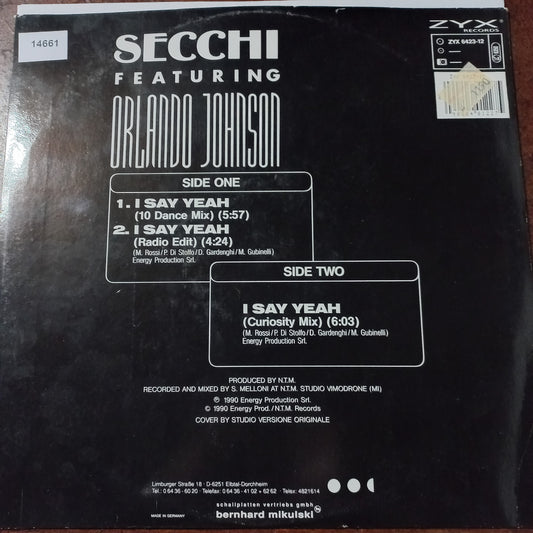 14661
SECCHI
FEATURING
ORLANDO JOHNSON
ZYX
RECORDS
ZYX 6423-12
SIDE ONE
1. I SAY YEAH
(10 Dance Mix) (5:57)
2. I SAY YEAH
(Radio Edit) (4:24)
(M. Rossi/P. Di Stolfo/D. Gardenghi/M. Gubinelli)
Energy Production Srl.
SIDE TWO
I SAY YEAH
(Curiosity Mix) (6:03)
(M. Rossi/P. Di Stolfo/D. Gardenghi/M. Gubinelli)
Energy Production Srl.
PRODUCED BY N.T.M.
RECORDED AND MIXED BY S. MELLONI AT N.T.M. STUDIO VIMODRONE (MI)
℗ 1990 Energy Production Srl.
© 1990 Energy Prod./N.T.M. Records
COVER BY STUDIO VERSIONE ORIGINALE
Limburger Straße 18 · D-6251 Elbtal-Dorchheim
Tel.: 0 64 36 - 60 20 · Telefax: 0 64 36 - 41 02 + 62 62 · Telex: 4821614
schallplatten vertriebs gmbh
MADE IN GERMANY
bernhard mikulski